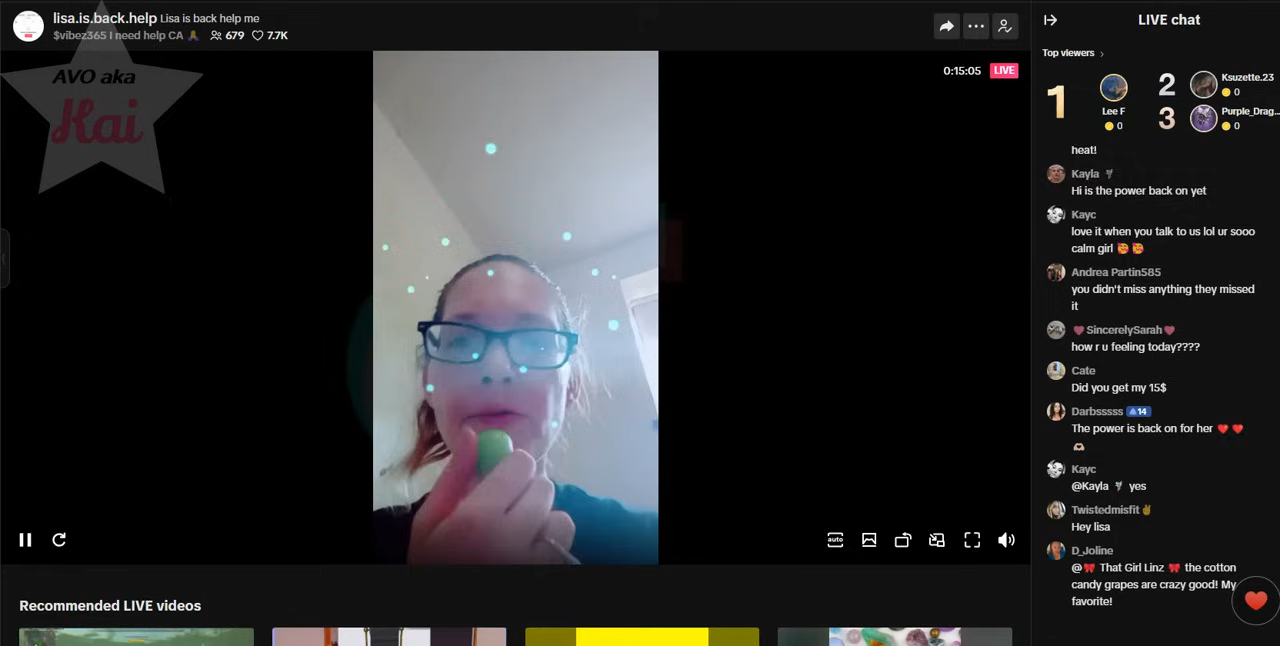 lisa.is.back.help Lisa is back help me
$vibez365 I need help CA 679 7.7K
AVO aka
Kai
0:15:05 LIVE
auto
Recommended LIVE videos
LIVE chat
Top viewers
1
Lee F
0
2
Ksuzette.23
0
3
Purple_Drag...
0
heat!
Kayla
Hi is the power back on yet
Kayc
love it when you talk to us lol ur sooo
calm girl 🥰 🥰
Andrea Partin585
you didn't miss anything they missed
it
SincerelySarah
how r u feeling today????
Cate
Did you get my 15$
Darbsssss 14
The power is back on for her ❤️ ❤️
🫶🏼
Kayc
@Kayla yes
Twistedmisfit
Hey lisa
D_Joline
@ That Girl Linz the cotton
candy grapes are crazy good! My
favorite!